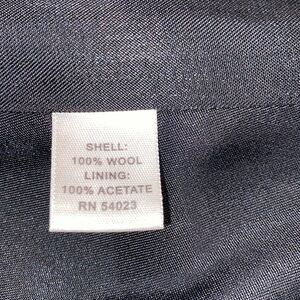 SHELL:
100% WOOL
LINING:
100% ACETATE
RN 54023